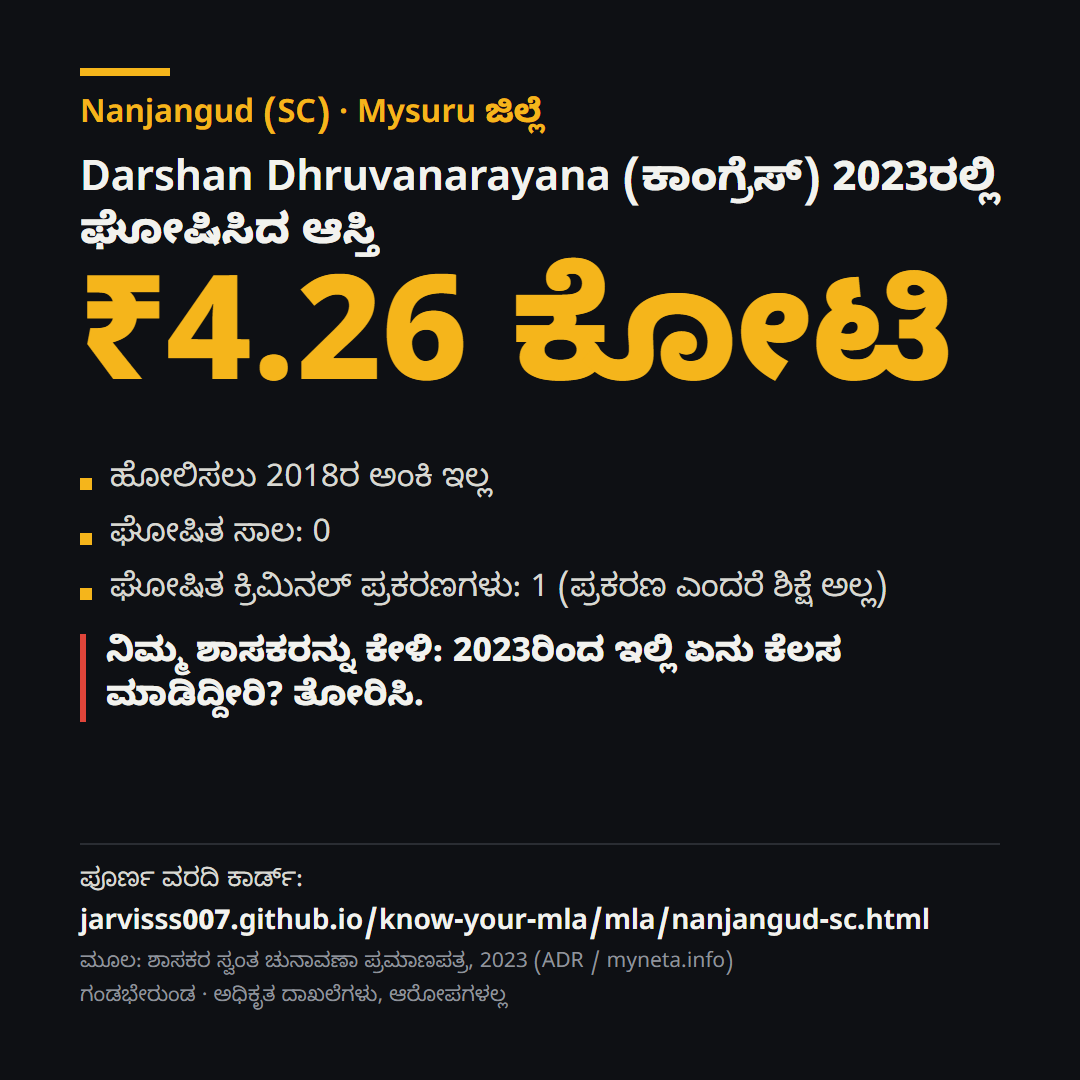 Nanjangud (SC) · Mysuru ಜಿಲ್ಲೆ
Darshan Dhruvanarayana (ಕಾಂಗ್ರೆಸ್) 2023ರಲ್ಲಿ
ಘೋಷಿಸಿದ ಆಸ್ತಿ
₹4.26 ಕೋಟಿ
ಹೋಲಿಸಲು 2018ರ ಅಂಕಿ ಇಲ್ಲ
ಘೋಷಿತ ಸಾಲ: 0
ಘೋಷಿತ ಕ್ರಿಮಿನಲ್ ಪ್ರಕರಣಗಳು: 1 (ಪ್ರಕರಣ ಎಂದರೆ ಶಿಕ್ಷೆ ಅಲ್ಲ)
ನಿಮ್ಮ ಶಾಸಕರನ್ನು ಕೇಳಿ: 2023ರಿಂದ ಇಲ್ಲಿ ಏನು ಕೆಲಸ
ಮಾಡಿದ್ದೀರಿ? ತೋರಿಸಿ.
ಪೂರ್ಣ ವರದಿ ಕಾರ್ಡ್:
jarvisss007.github.io/know-your-mla/mla/nanjangud-sc.html
ಮೂಲ: ಶಾಸಕರ ಸ್ವಂತ ಚುನಾವಣಾ ಪ್ರಮಾಣಪತ್ರ, 2023 (ADR / myneta.info)
ಗಂಡಭೇರುಂಡ · ಅಧಿಕೃತ ದಾಖಲೆಗಳು, ಆರೋಪಗಳಲ್ಲ